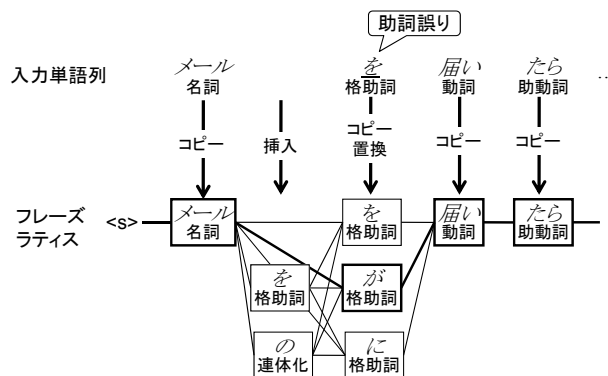 助詞誤り
入力単語列 メール を 届い たら ..
名詞 格助詞 動詞 助動詞
コピー 挿入 コピー コピー コピー
置換
フレーズ <s> メール を 届い たら
ラティス 名詞 格助詞 動詞 助動詞
を が
格助詞 格助詞
の に
連体化 格助詞